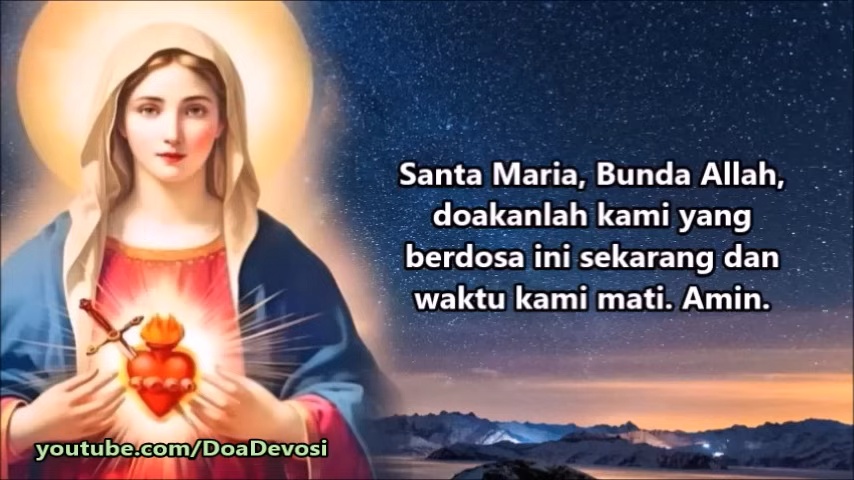 Santa Maria, Bunda Allah,
doakanlah kami yang
berdosa ini sekarang dan
waktu kami mati. Amin.
youtube.com/DoaDevosi